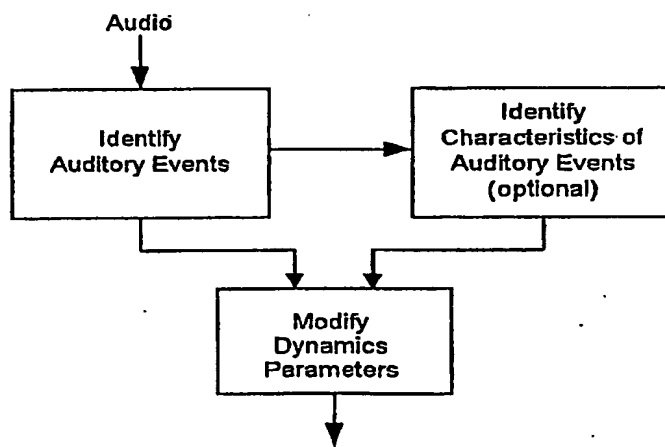 Audio
Identify
Auditory Events
Identify
Characteristics of
Auditory Events
(optional)
Modify
Dynamics
Parameters